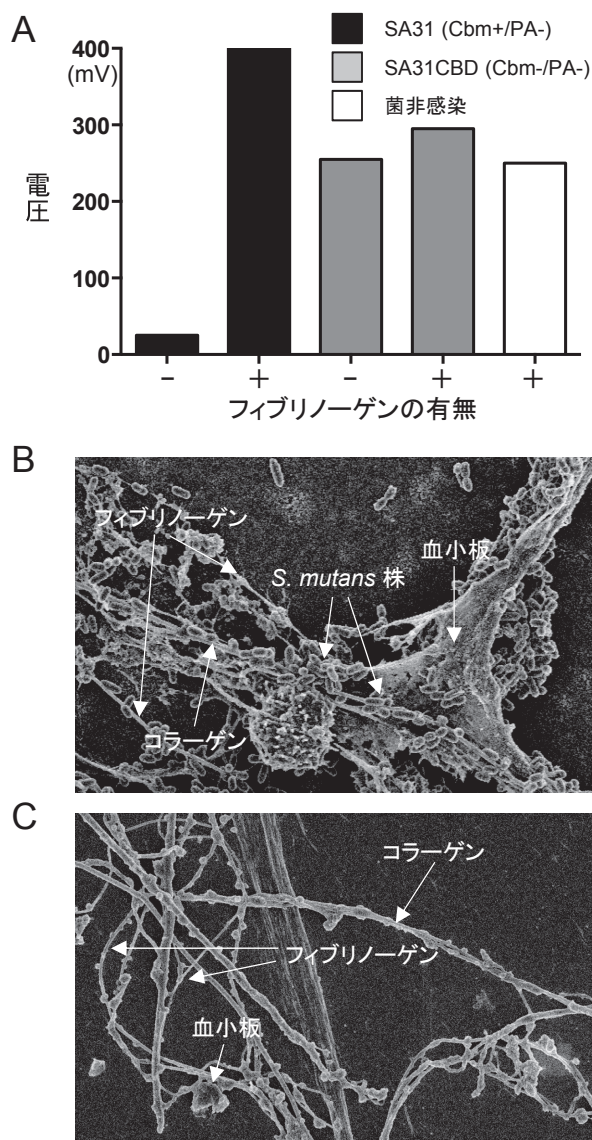 A
SA31 (Cbm+/PA-)
SA31CBD (Cbm-/PA-)
菌非感染
400
(mV)
300
200
100
0
電圧
− + − + +
フィブリノーゲンの有無
B
フィブリノーゲン
血小板
S. mutans 株
コラーゲン
C
コラーゲン
フィブリノーゲン
血小板